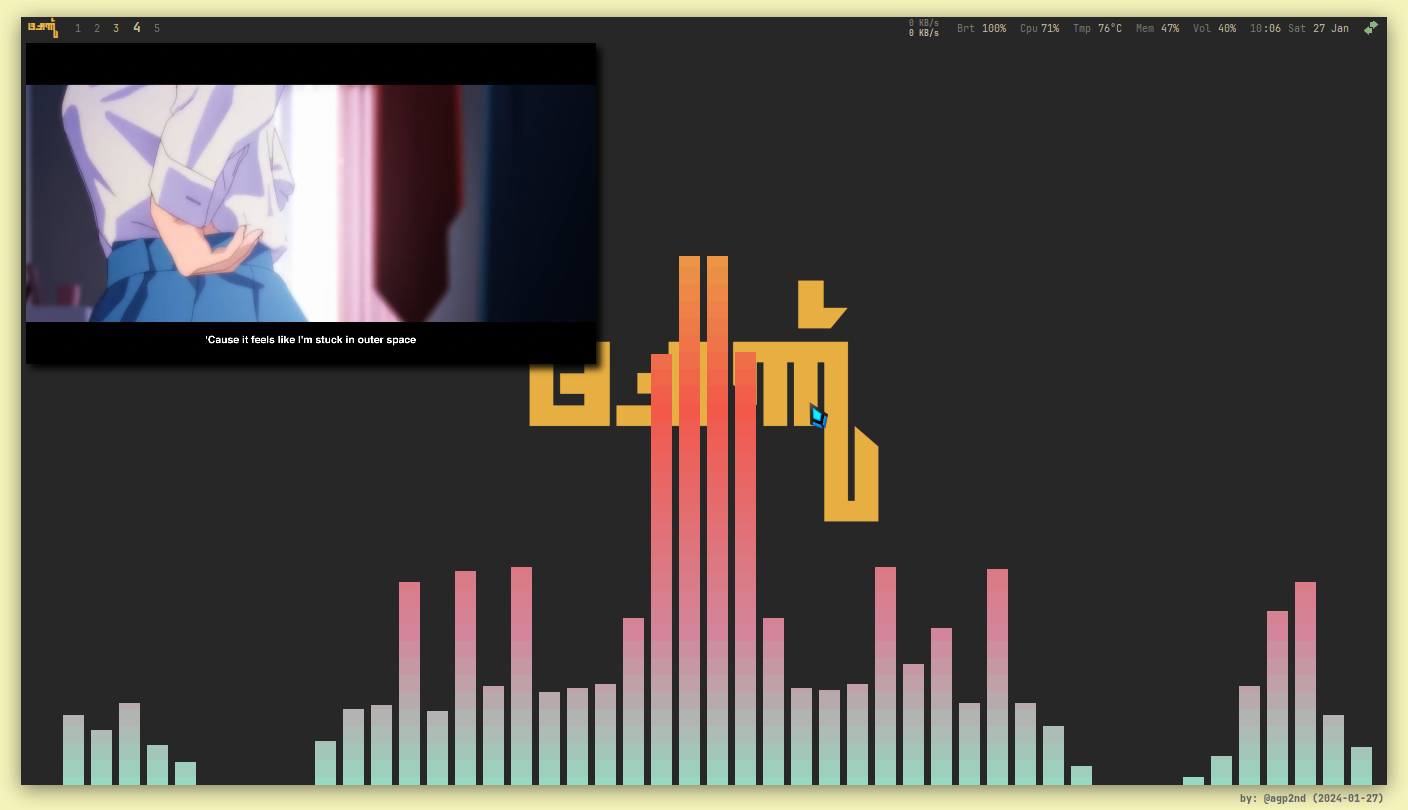 1 2 3 4 5
0 KB/s
0 KB/s
Brt 100% Cpu 71% Tmp 76°C Mem 47% Vol 40% 10:06 Sat 27 Jan
'Cause it feels like I'm stuck in outer space
by: @agp2nd (2024-01-27)